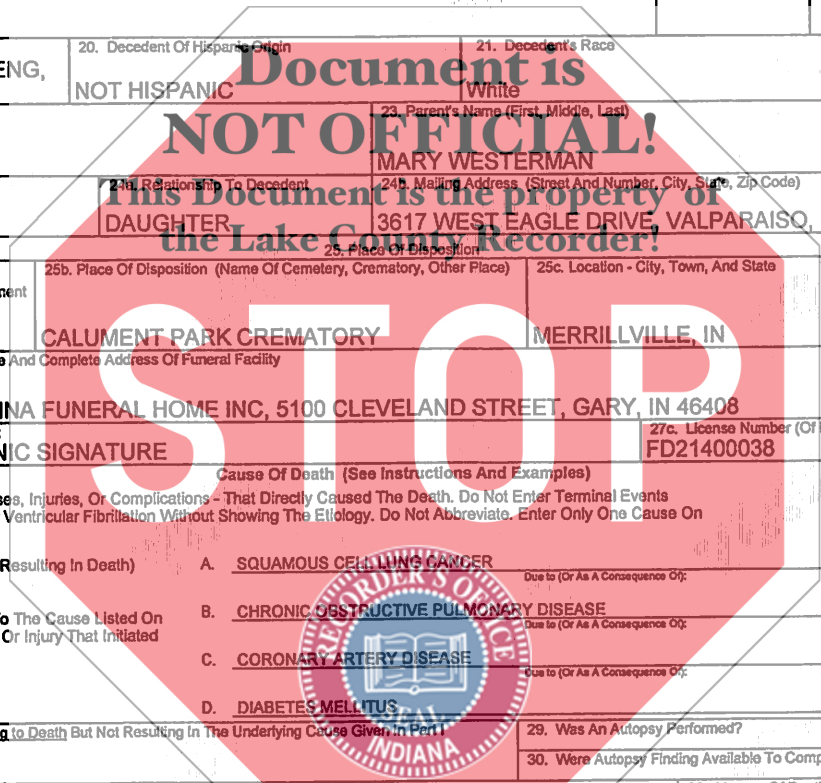 20. Decedent Of Hispanic Origin
21. Decedent's Race
ENG,
NOT HISPANIC
White
Document is
NOT OFFICIAL!
This Document is the property of
the Lake County Recorder!
23. Parent's Name (First, Middle, Last)
MARY WESTERMAN
24a. Relationship To Decedent
24b. Mailing Address (Street And Number, City, State, Zip Code)
DAUGHTER
3617 WEST EAGLE DRIVE, VALPARAISO,
25. Place Of Disposition
25b. Place Of Disposition (Name Of Cemetery, Crematory, Other Place)
25c. Location - City, Town, And State
ment
CALUMENT PARK CREMATORY
MERRILLVILLE, IN
STOP
e And Complete Address Of Funeral Facility
NA FUNERAL HOME INC, 5100 CLEVELAND STREET, GARY, IN 46408
27c. License Number (Of
NIC SIGNATURE
FD21400038
Cause Of Death (See Instructions And Examples)
es, Injuries, Or Complications - That Directly Caused The Death. Do Not Enter Terminal Events
Ventricular Fibrillation Without Showing The Etiology. Do Not Abbreviate. Enter Only One Cause On
Resulting In Death)
A. SQUAMOUS CELL LUNG CANCER
Due to (Or As A Consequence Of):
o The Cause Listed On
Or Injury That Initiated
B. CHRONIC OBSTRUCTIVE PULMONARY DISEASE
Due to (Or As A Consequence Of):
C. CORONARY ARTERY DISEASE
Due to (Or As A Consequence Of):
D. DIABETES MELLITUS
RECORDER'S OFFICE
SEAL
INDIANA
g to Death But Not Resulting In The Underlying Cause Given In Part I
29. Was An Autopsy Performed?
30. Were Autopsy Finding Available To Comp